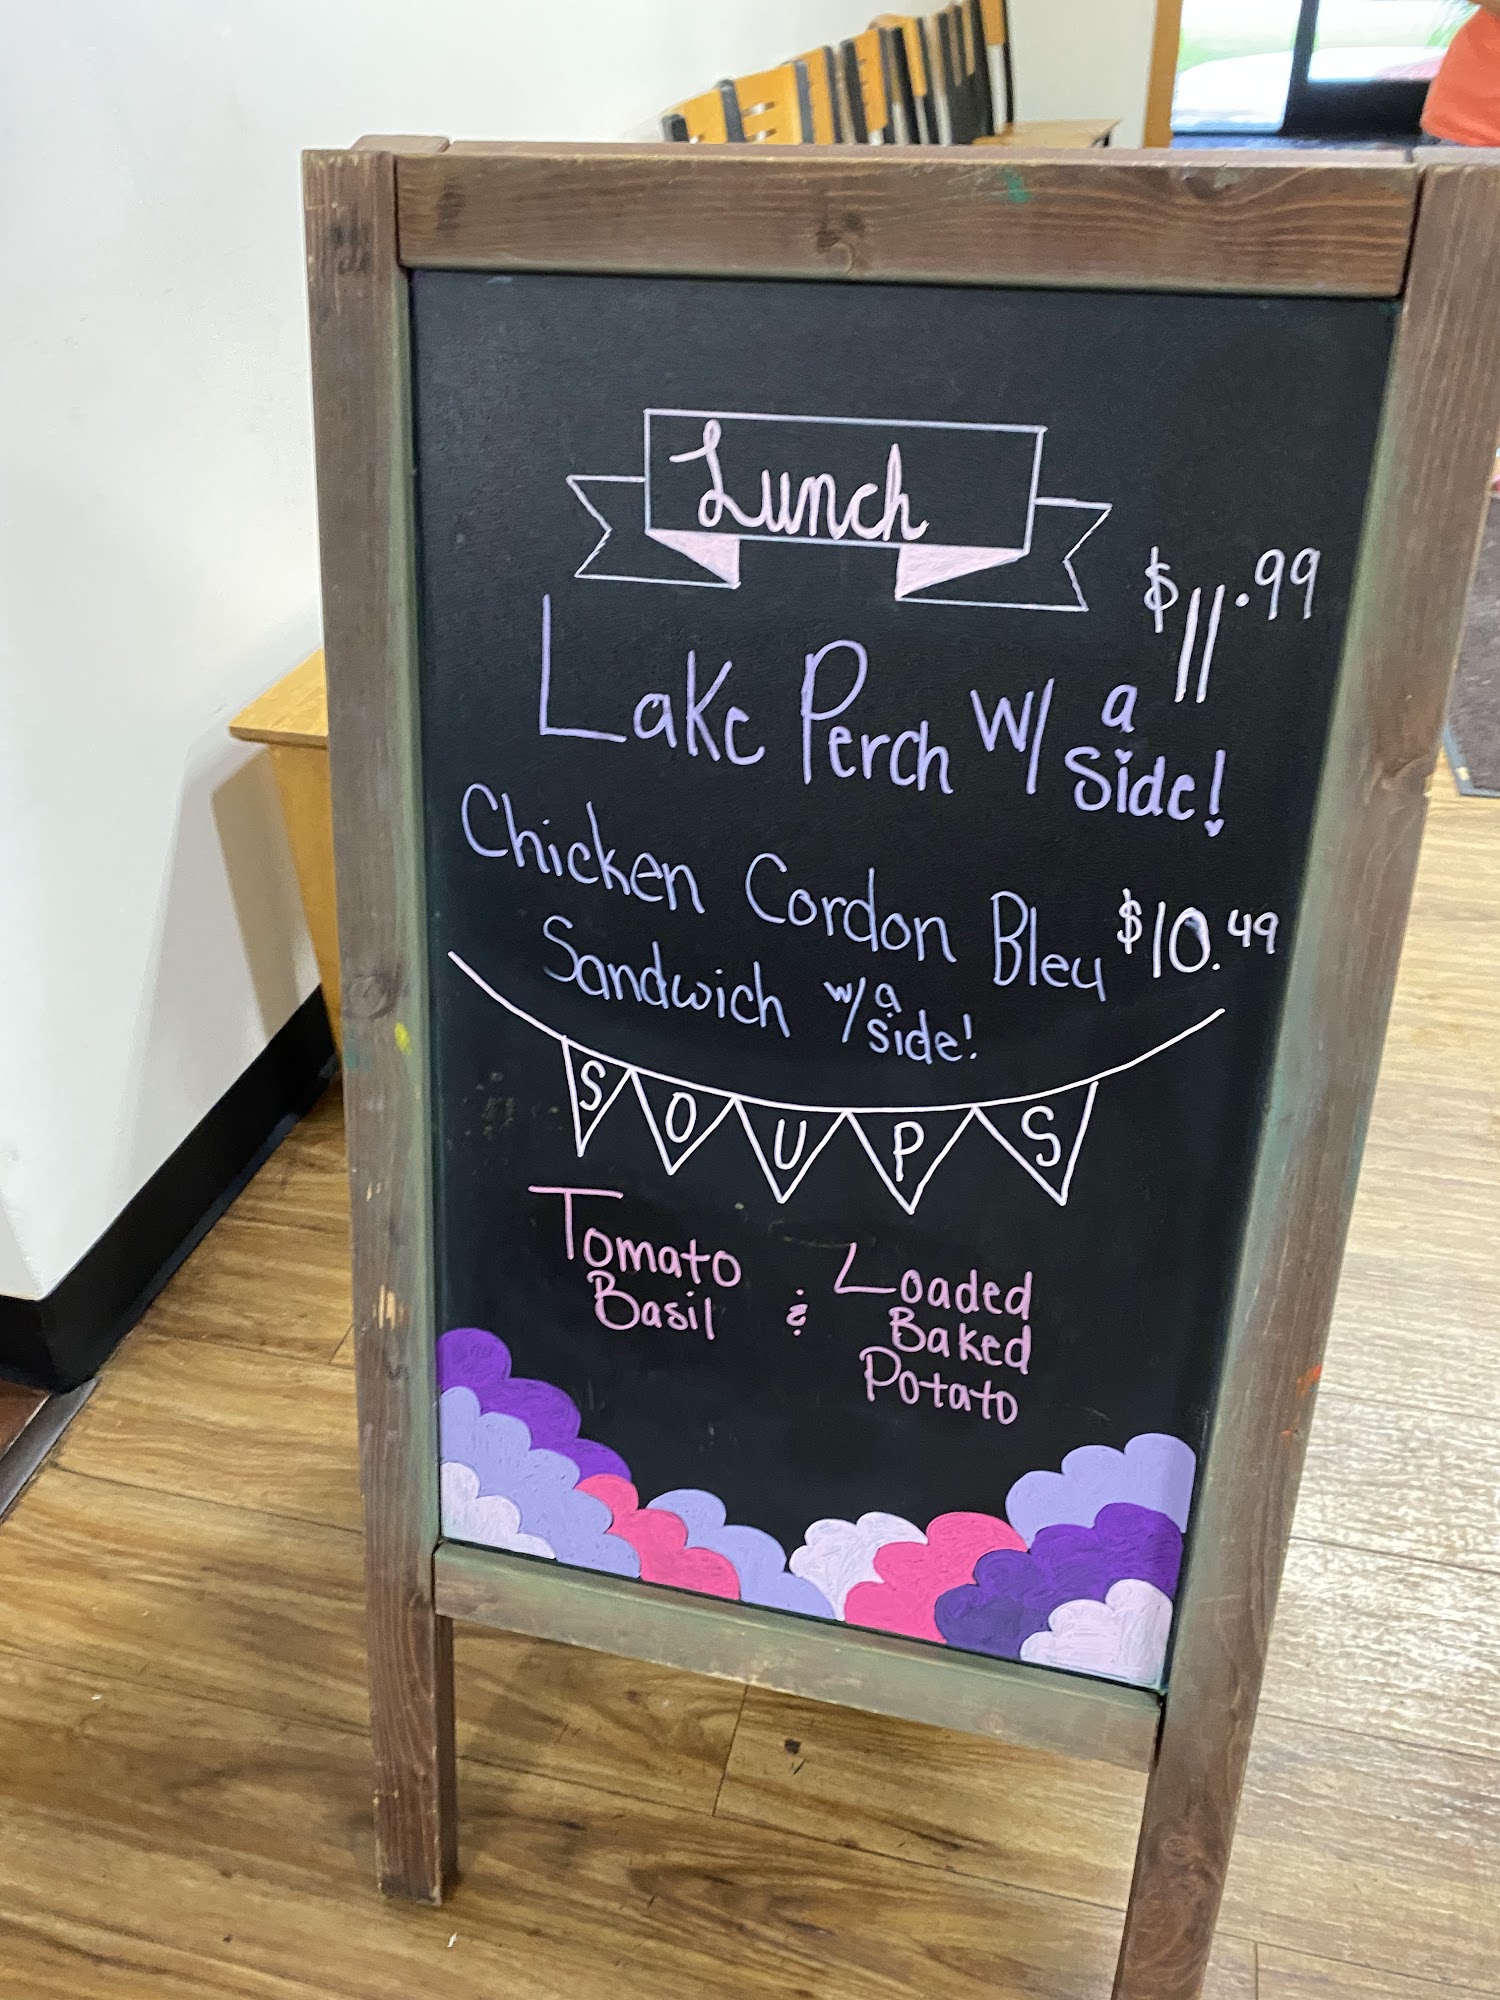 Lunch
$11.99
Lake Perch w/ a side!
Chicken Cordon Bleu $10.49
Sandwich w/ a side!
SOUPS
Tomato Basil & Loaded Baked Potato